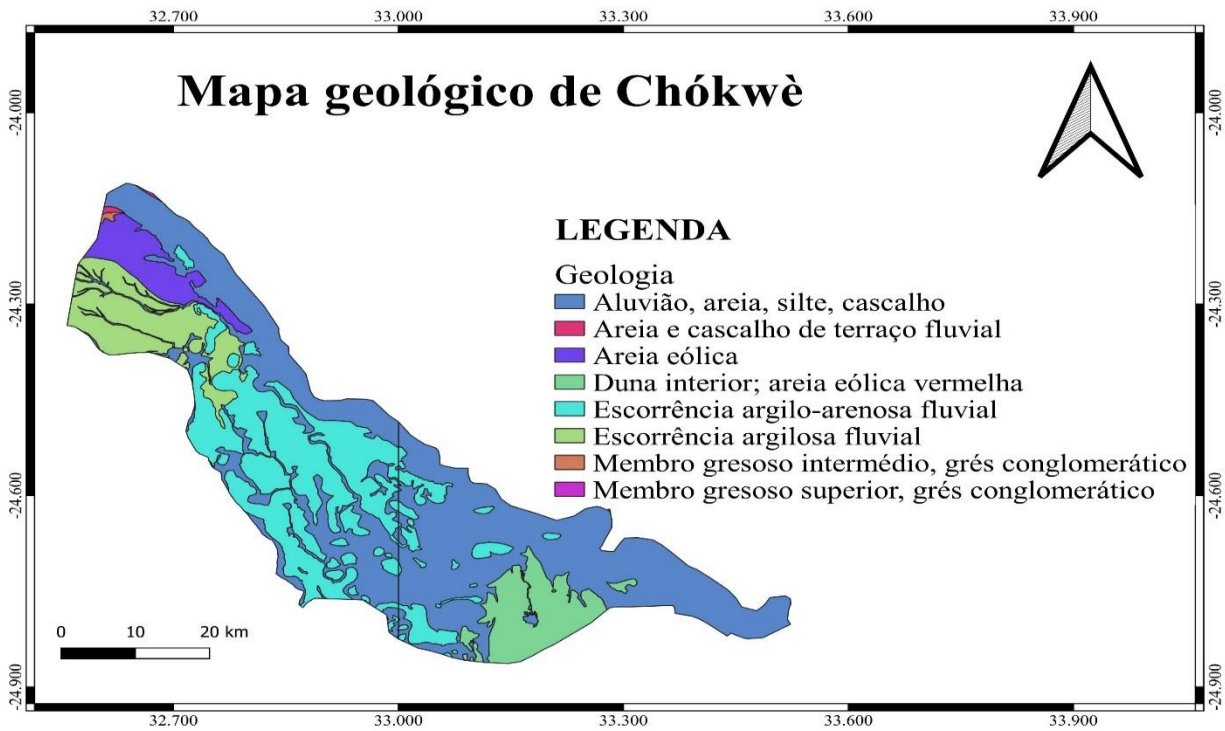 32.700 33.000 33.300 33.600 33.900
Mapa geológico de Chókwè
-24.000 -24.000
LEGENDA
Geologia
Aluvião, areia, silte, cascalho
-24.300 -24.300
Areia e cascalho de terraço fluvial
Areia eólica
Duna interior; areia eólica vermelha
Escorrência argilo-arenosa fluvial
Escorrência argilosa fluvial
Membro gresoso intermédio, grés conglomerático
Membro gresoso superior, grés conglomerático
-24.600 -24.600
0 10 20 km
-24.900 -24.900
32.700 33.000 33.300 33.600 33.900